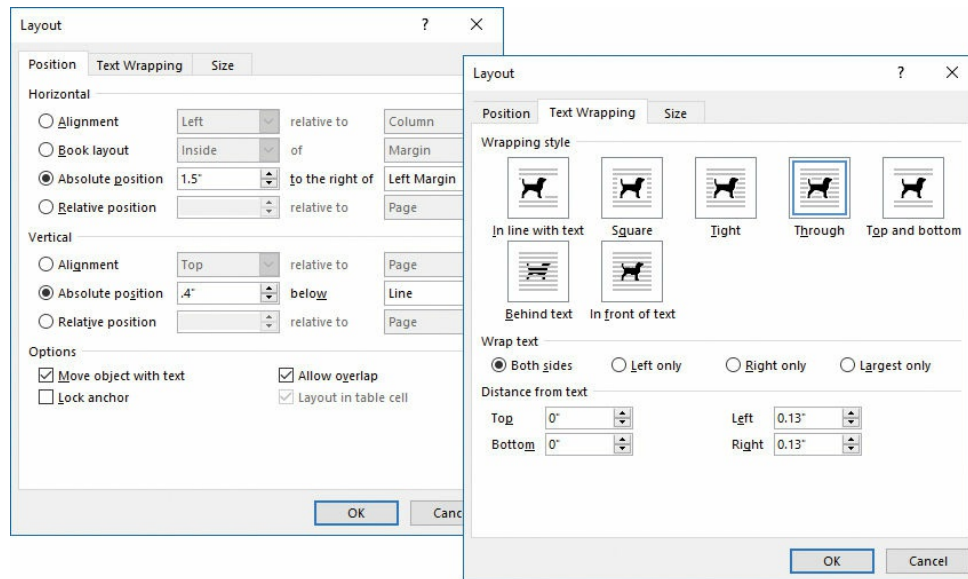 Layout ? ×
Position Text Wrapping Size
Horizontal
Alignment Left relative to Column
Book layout Inside of Margin
Absolute position 1.5" to the right of Left Margin
Relative position relative to Page
Vertical
Alignment Top relative to Page
Absolute position .4" below Line
Relative position relative to Page
Options
Move object with text Allow overlap
Lock anchor Layout in table cell
OK Canc
Layout ? ×
Position Text Wrapping Size
Wrapping style
In line with text Square Tight Through Top and bottom
Behind text In front of text
Wrap text
Both sides Left only Right only Largest only
Distance from text
Top 0" Left 0.13"
Bottom 0" Right 0.13"
OK Cancel